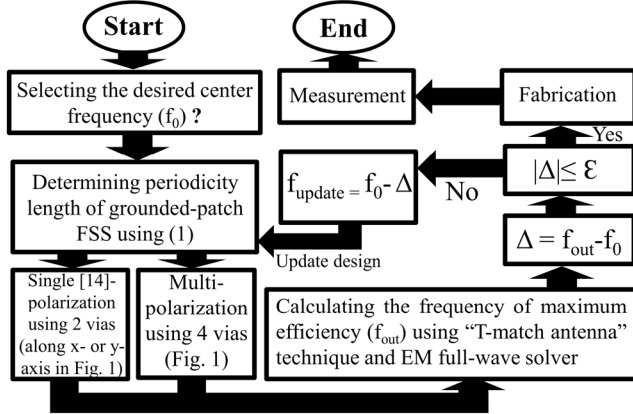 Start
End
Selecting the desired center
frequency (f0) ?
Measurement
Fabrication
Yes
Determining periodicity
length of grounded-patch
FSS using (1)
fupdate = f0- Δ
No
|Δ|≤ Ɛ
Update design
Δ = fout-f0
Single [14]-
polarization
using 2 vias
(along x- or y-
axis in Fig. 1)
Multi-
polarization
using 4 vias
(Fig. 1)
Calculating the frequency of maximum
efficiency (fout) using “T-match antenna”
technique and EM full-wave solver